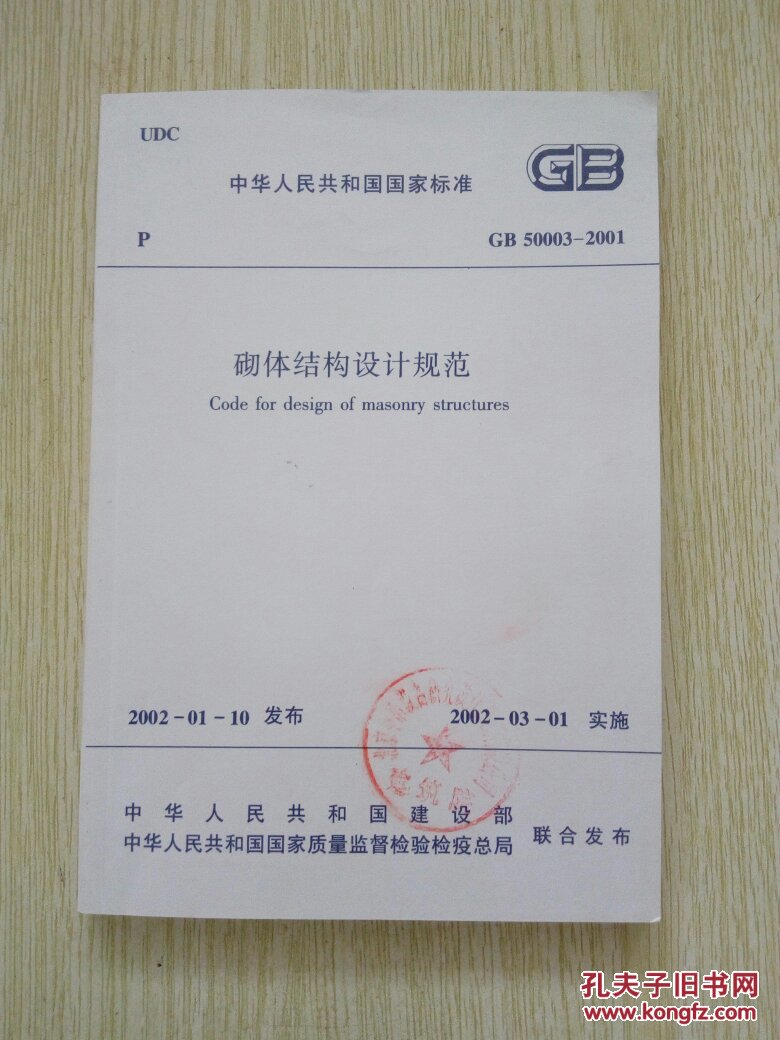 UDC
中华人民共和国国家标准
GB
P
GB 50003-2001
砌体结构设计规范
Code for design of masonry structures
2002-01-10 发布
2002-03-01 实施
中华人民共和国建设部
中华人民共和国国家质量监督检验检疫总局
联合发布
孔夫子旧书网
www.kongfz.com